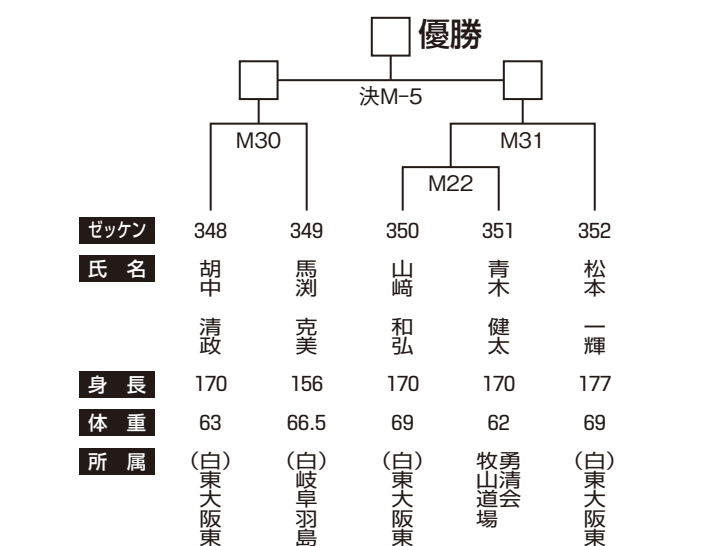 優勝
決M-5
M30
M31
M22
ゼッケン 348 349 350 351 352
氏名 胡中 清政 馬渕 克美 山﨑 和弘 青木 健太 松本 一輝
身長 170 156 170 170 177
体重 63 66.5 69 62 69
所属 (白)東大阪東 (白)岐阜羽島 (白)東大阪東 勇清会牧山道場 (白)東大阪東